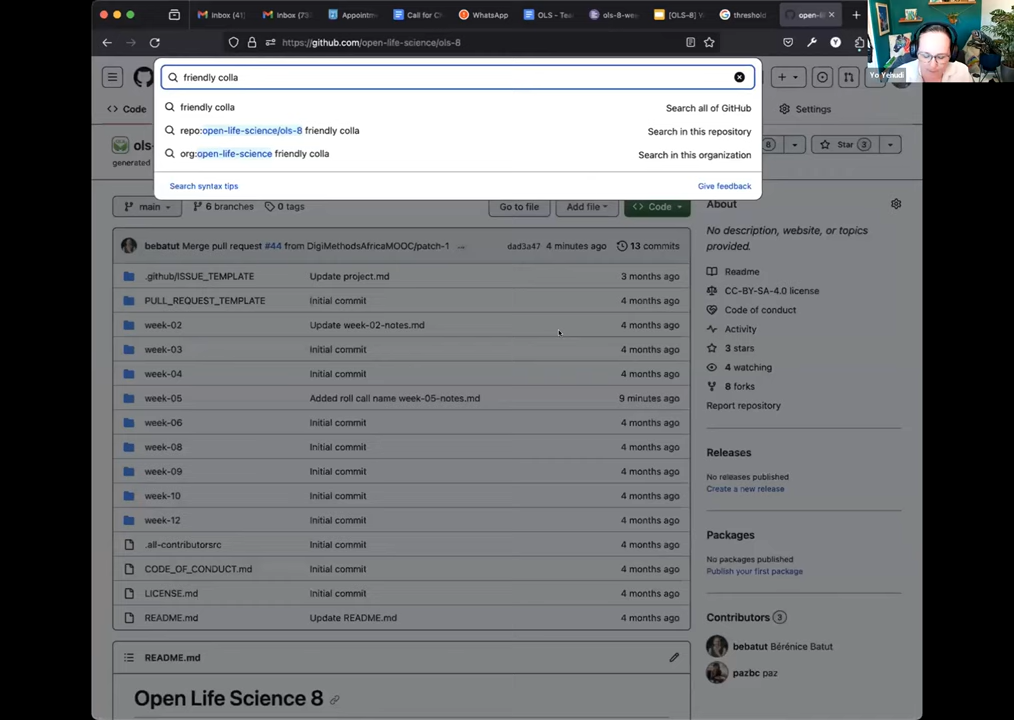 Inbox (41)
Inbox (73
Appointm
Call for C
WhatsApp
OLS - Tea
ols-8-wee
[OLS-8] W
threshold
open-li
https://github.com/open-life-science/ols-8
Yo Yehudi
friendly colla
friendly colla
Search all of GitHub
repo:open-life-science/ols-8 friendly colla
Search in this repository
org:open-life-science friendly colla
Search in this organization
Search syntax tips
Give feedback
Code
Settings
ols-
8
Star 3
generated
main
6 branches
0 tags
Go to file
Add file
Code
About
No description, website, or topics
provided.
bebatut Merge pull request #44 from DigiMethodsAfricaMOOC/patch-1 ...
dad3a47 4 minutes ago
13 commits
.github/ISSUE_TEMPLATE
Update project.md
3 months ago
PULL_REQUEST_TEMPLATE
Initial commit
4 months ago
week-02
Update week-02-notes.md
4 months ago
week-03
Initial commit
4 months ago
week-04
Initial commit
4 months ago
week-05
Added roll call name week-05-notes.md
9 minutes ago
week-06
Initial commit
4 months ago
week-08
Initial commit
4 months ago
week-09
Initial commit
4 months ago
week-10
Initial commit
4 months ago
week-12
Initial commit
4 months ago
.all-contributorsrc
Initial commit
4 months ago
CODE_OF_CONDUCT.md
Initial commit
4 months ago
LICENSE.md
Initial commit
4 months ago
README.md
Update README.md
4 months ago
Readme
CC-BY-SA-4.0 license
Code of conduct
Activity
3 stars
4 watching
8 forks
Report repository
Releases
No releases published
Create a new release
Packages
No packages published
Publish your first package
Contributors 3
bebatut Bérénice Batut
pazbc paz
README.md
Open Life Science 8